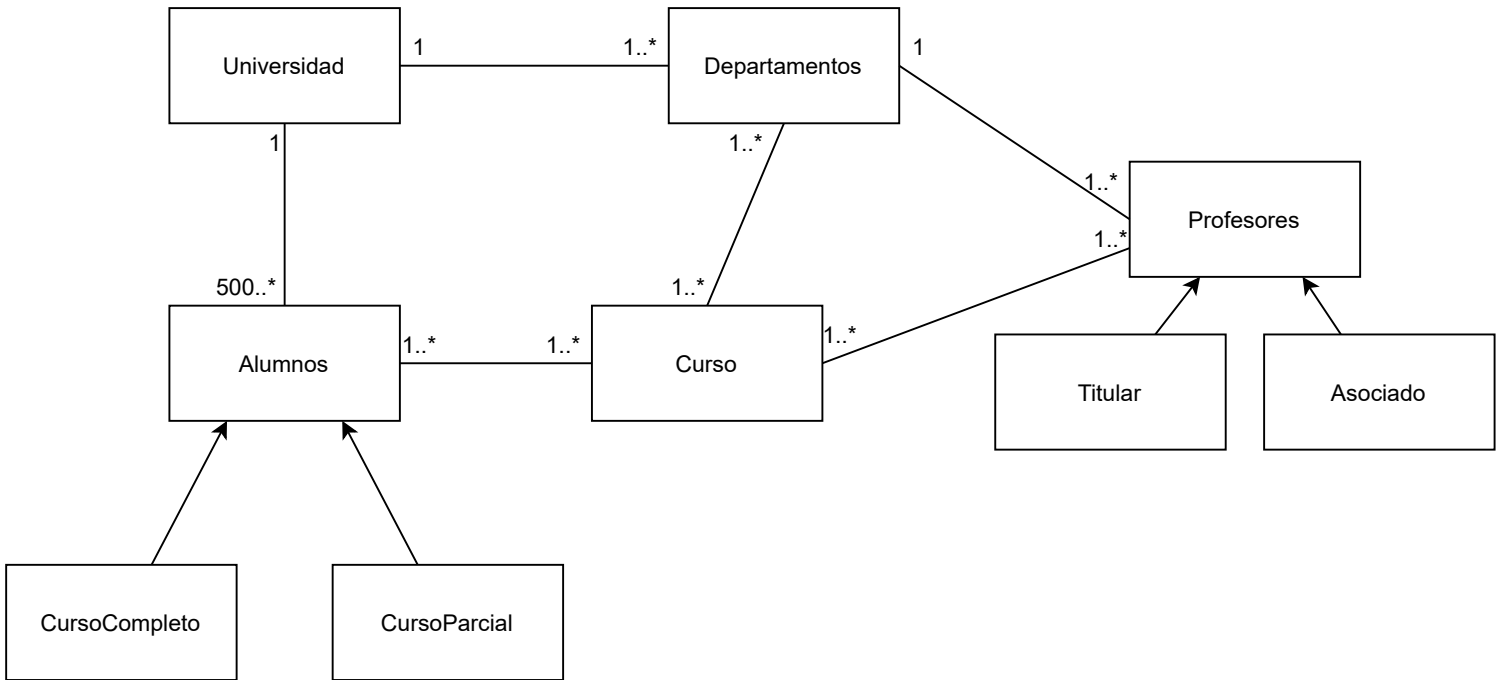 Universidad
1
1..*
Departamentos
1
1
1..*
1..*
Profesores
1..*
500..*
1..*
Alumnos
1..*
1..*
Curso
1..*
Titular
Asociado
CursoCompleto
CursoParcial